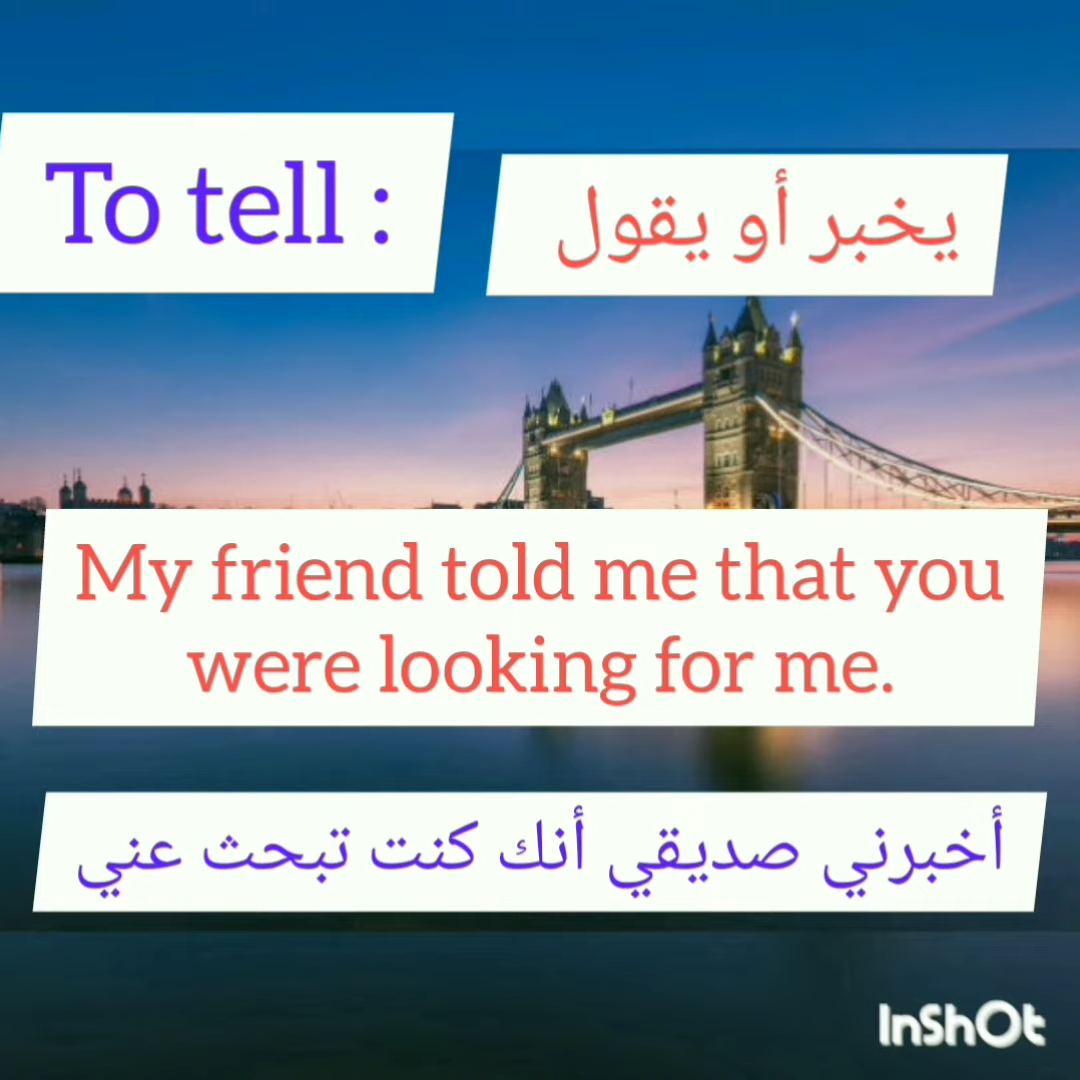 To tell :
يخبر أو يقول
My friend told me that you
were looking for me.
أخبرني صديقي أنك كنت تبحث عني
InShOt